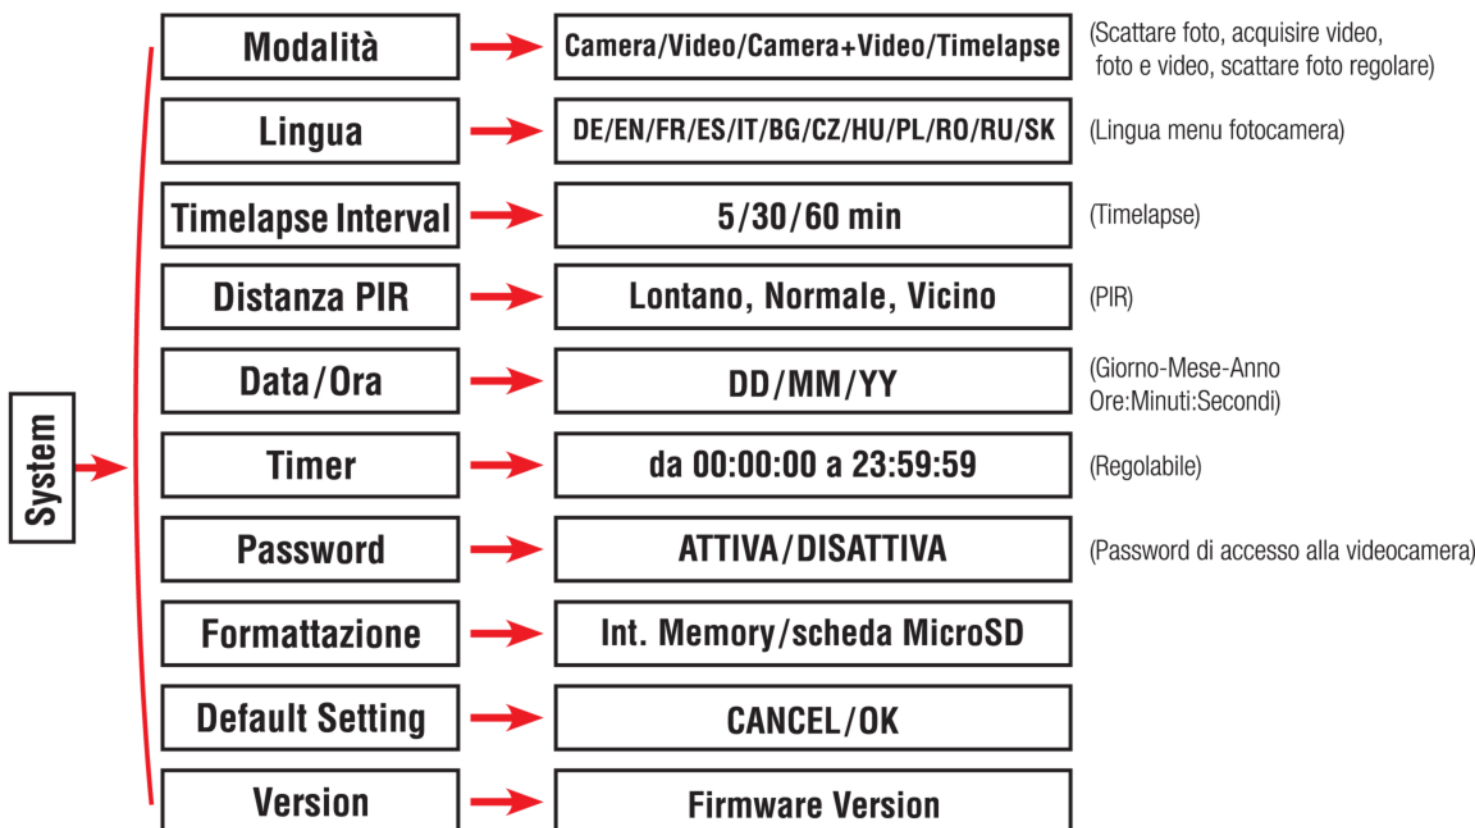 Modalità
Camera/Video/Camera+Video/Timelapse
(Scattare foto, acquisire video,
foto e video, scattare foto regolare)
Lingua
DE/EN/FR/ES/IT/BG/CZ/HU/PL/RO/RU/SK
(Lingua menu fotocamera)
Timelapse Interval
5/30/60 min
(Timelapse)
Distanza PIR
Lontano, Normale, Vicino
(PIR)
Data/Ora
DD/MM/YY
(Giorno-Mese-Anno
Ore:Minuti:Secondi)
System
Timer
da 00:00:00 a 23:59:59
(Regolabile)
Password
ATTIVA/DISATTIVA
(Password di accesso alla videocamera)
Formattazione
Int. Memory/scheda MicroSD
Default Setting
CANCEL/OK
Version
Firmware Version